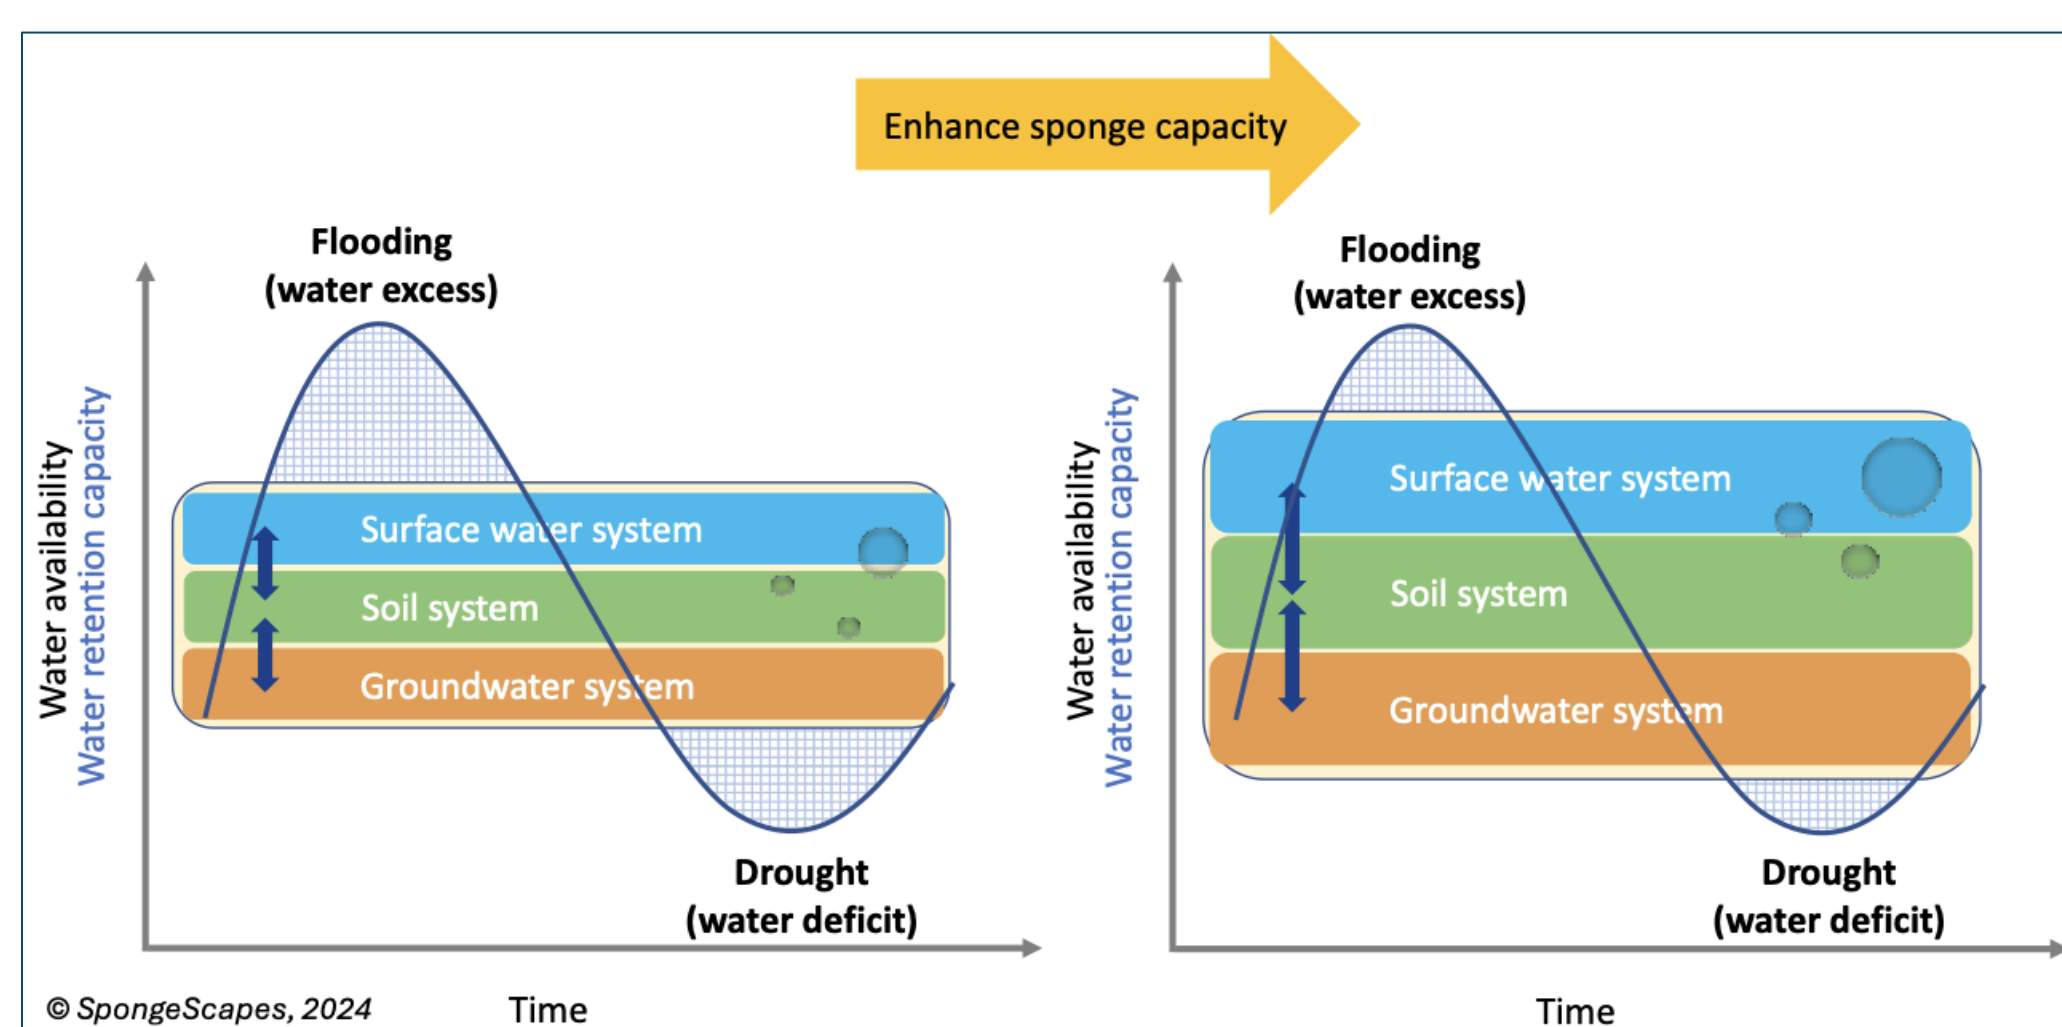 Enhance sponge capacity
Flooding
(water excess)
Water availability
Water retention capacity
Surface water system
Soil system
Groundwater system
Drought
(water deficit)
Time
Flooding
(water excess)
Water availability
Water retention capacity
Surface water system
Soil system
Groundwater system
Drought
(water deficit)
Time
© SpongeScapes, 2024